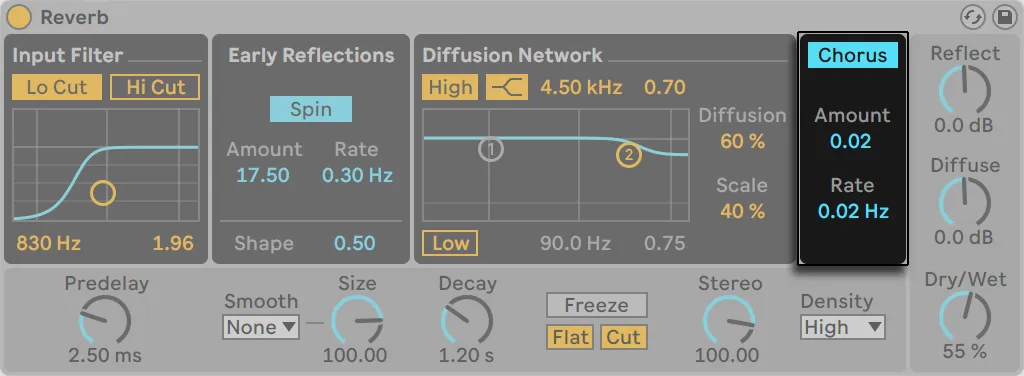 Reverb
Input Filter
Lo Cut Hi Cut
830 Hz 1.96
Early Reflections
Spin
Amount Rate
17.50 0.30 Hz
Shape 0.50
Diffusion Network
High 4.50 kHz 0.70
1
2
Diffusion
60 %
Scale
40 %
Low 90.0 Hz 0.75
Chorus
Amount
0.02
Rate
0.02 Hz
Reflect
0.0 dB
Diffuse
0.0 dB
Dry/Wet
55 %
Predelay
2.50 ms
Smooth
None
Size
100.00
Decay
1.20 s
Freeze
Flat Cut
Stereo
100.00
Density
High